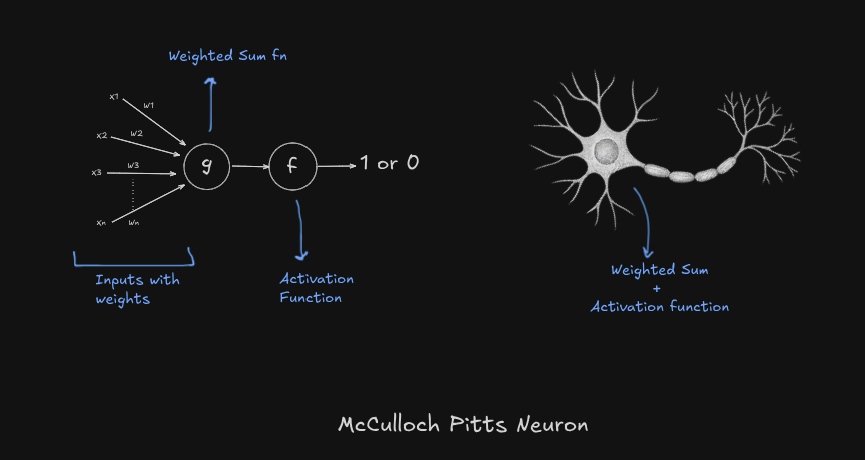 Weighted Sum fn
x1
w1
x2
w2
x3
w3
xn
wn
g
f
1 or 0
Inputs with
weights
Activation
Function
Weighted Sum
+
Activation function
McCulloch Pitts Neuron